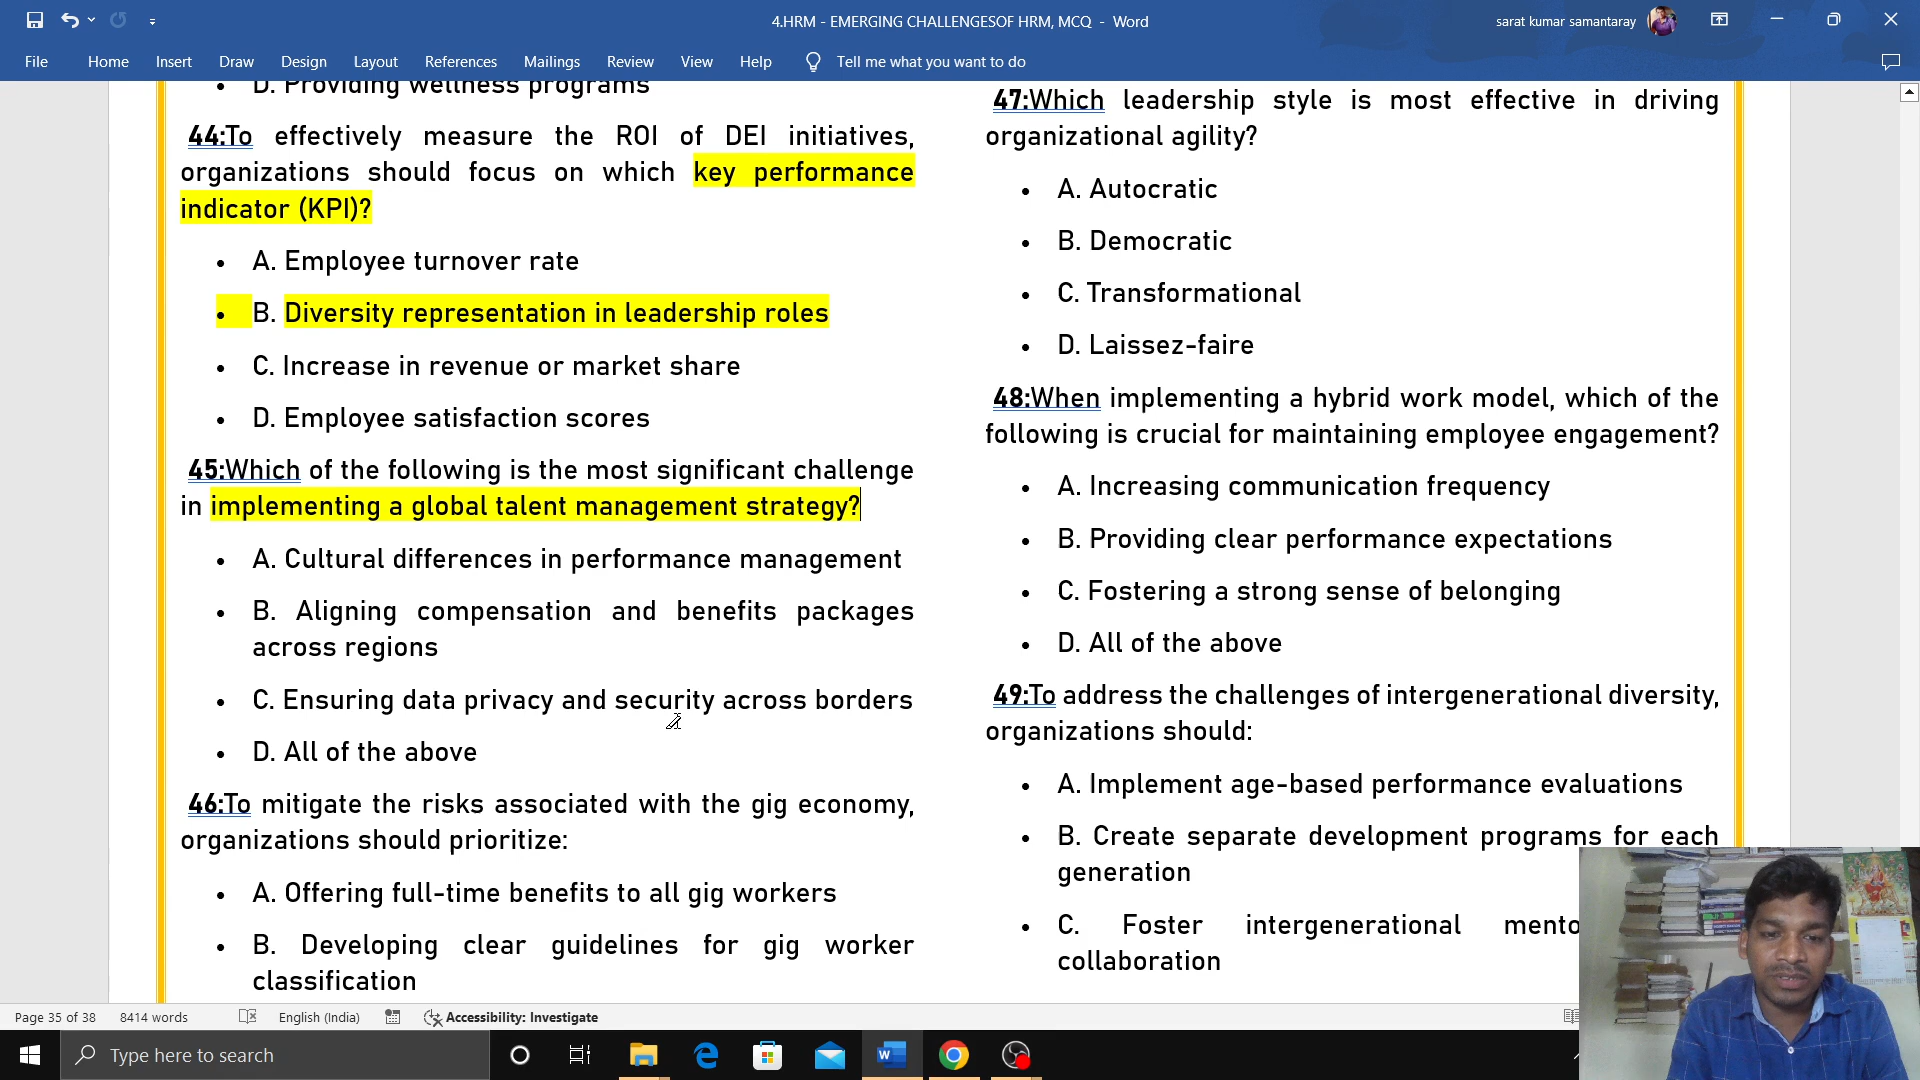 4.HRM - EMERGING CHALLENGESOF HRM, MCQ - Word
sarat kumar samantaray
File Home Insert Draw Design Layout References Mailings Review View Help Tell me what you want to do
• D. Providing wellness programs
44:To effectively measure the ROI of DEI initiatives,
organizations should focus on which key performance
indicator (KPI)?
• A. Employee turnover rate
• B. Diversity representation in leadership roles
• C. Increase in revenue or market share
• D. Employee satisfaction scores
45:Which of the following is the most significant challenge
in implementing a global talent management strategy?
• A. Cultural differences in performance management
• B. Aligning compensation and benefits packages
across regions
• C. Ensuring data privacy and security across borders
• D. All of the above
46:To mitigate the risks associated with the gig economy,
organizations should prioritize:
• A. Offering full-time benefits to all gig workers
• B. Developing clear guidelines for gig worker
classification
47:Which leadership style is most effective in driving
organizational agility?
• A. Autocratic
• B. Democratic
• C. Transformational
• D. Laissez-faire
48:When implementing a hybrid work model, which of the
following is crucial for maintaining employee engagement?
• A. Increasing communication frequency
• B. Providing clear performance expectations
• C. Fostering a strong sense of belonging
• D. All of the above
49:To address the challenges of intergenerational diversity,
organizations should:
• A. Implement age-based performance evaluations
• B. Create separate development programs for each
generation
• C. Foster intergenerational mento
collaboration
Page 35 of 38 8414 words English (India) Accessibility: Investigate
Type here to search